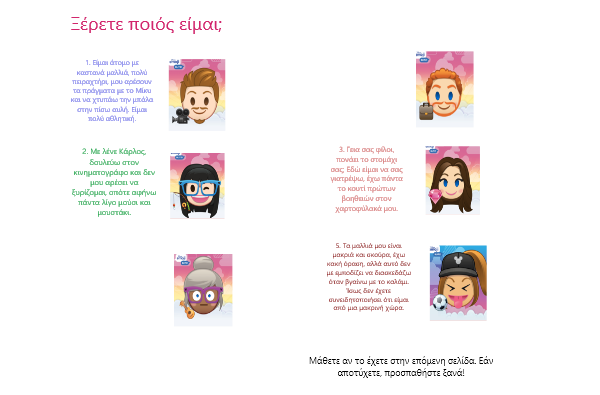 Ξέρετε ποιός είμαι;
1. Είμαι άτομο με
καστανά μαλλιά, πολύ
πειραχτήρι, μου αρέσουν
τα πράγματα με το Μίκυ
και να χτυπάω την μπάλα
στην πίσω αυλή. Είμαι
πολύ αθλητική.
2. Με λένε Κάρλος,
δουλεύω στον
κινηματογράφο και δεν
μου αρέσει να
ξυρίζομαι, οπότε αφήνω
πάντα λίγο μούσι και
μουστάκι.
3. Γεια σας φίλοι,
πονάει το στομάχι
σας; Εδώ είμαι να σας
γιατρέψω, έχω πάντα
το κουτί πρώτων
βοηθειών στον
χαρτοφύλακά μου.
5. Τα μαλλιά μου είναι
μακριά και σκούρα, έχω
κακή όραση, αλλά αυτό δεν
με εμποδίζει να διασκεδάζω
όταν βγαίνω με το καλάμι.
Ίσως δεν έχετε
συνειδητοποιήσει ότι είμαι
από μια μακρινή χώρα.
Μάθετε αν το έχετε στην επόμενη σελίδα. Εάν
αποτύχετε, προσπαθήστε ξανά!